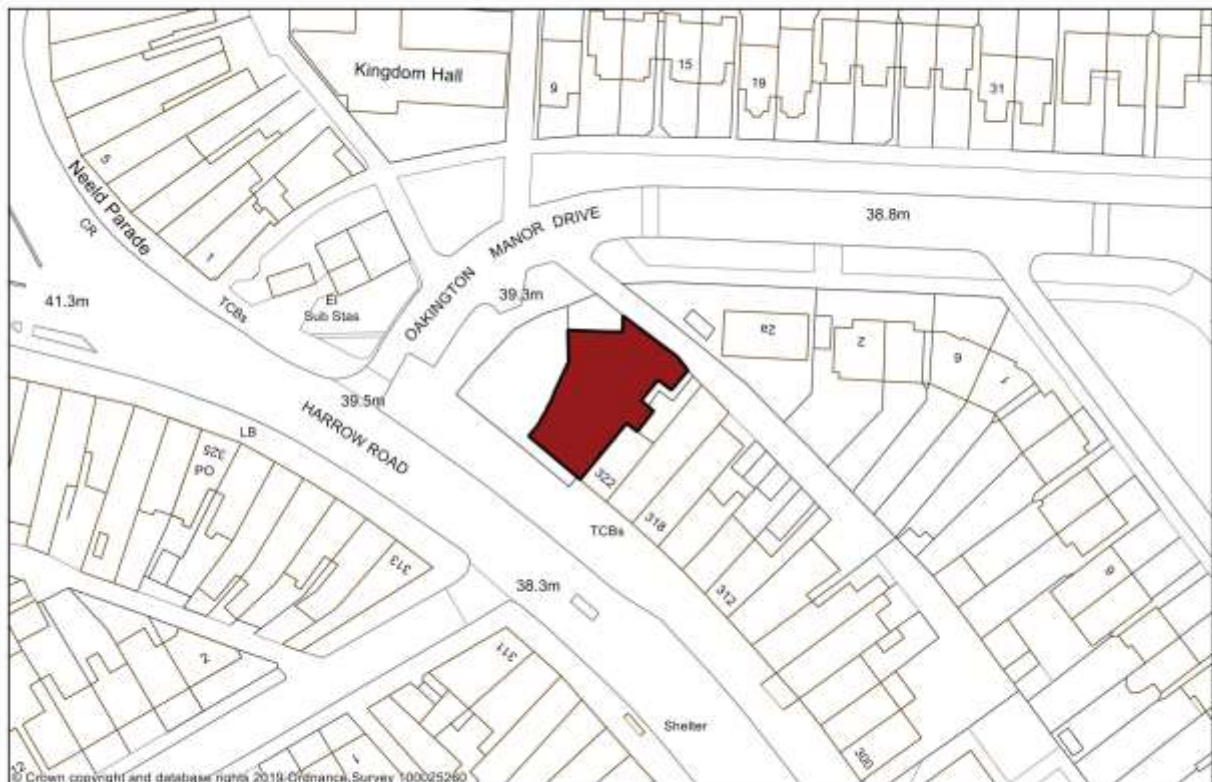 Kingdom Hall
9
15
19
31
5
Neeld Parade
CR
1
MANOR DRIVE
OAKINGTON
38.8m
41.3m
TCBs
El
Sub Stas
39.3m
2a
2
6
1
39.5m
HARROW ROAD
LB
325
PO
322
318
TCBs
312
313
38.3m
8
2
311
Shelter
300
1
© Crown copyright and database rights 2019 Ordnance Survey 100025260